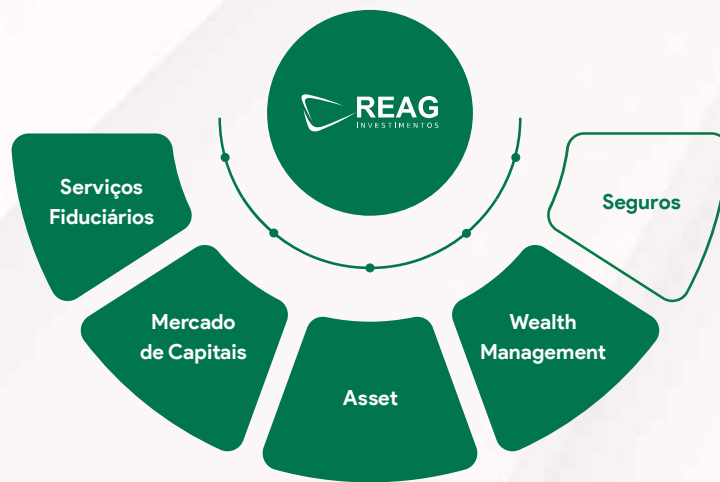 REAG
INVESTIMENTOS
Serviços
Fiduciários
Mercado
de Capitais
Asset
Wealth
Management
Seguros